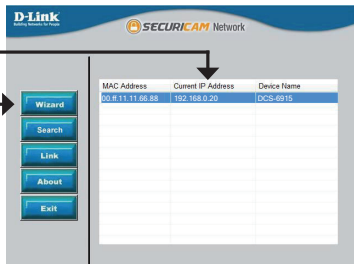 D-Link
Building Networks for People
SECURICAM Network
MAC Address Current IP Address Device Name
00.ff.11.11.66.88 192.168.0.20 DCS-6915
Wizard
Search
Link
About
Exit